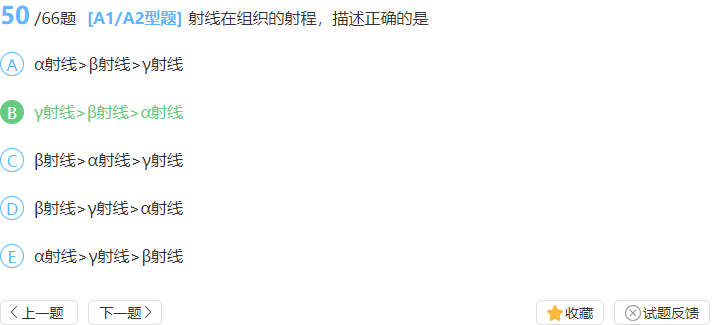 50 /66题 [A1/A2型题] 射线在组织的射程，描述正确的是
A α射线>β射线>γ射线
B γ射线>β射线>α射线
C β射线>α射线>γ射线
D β射线>γ射线>α射线
E α射线>γ射线>β射线
上一题 下一题 收藏 试题反馈